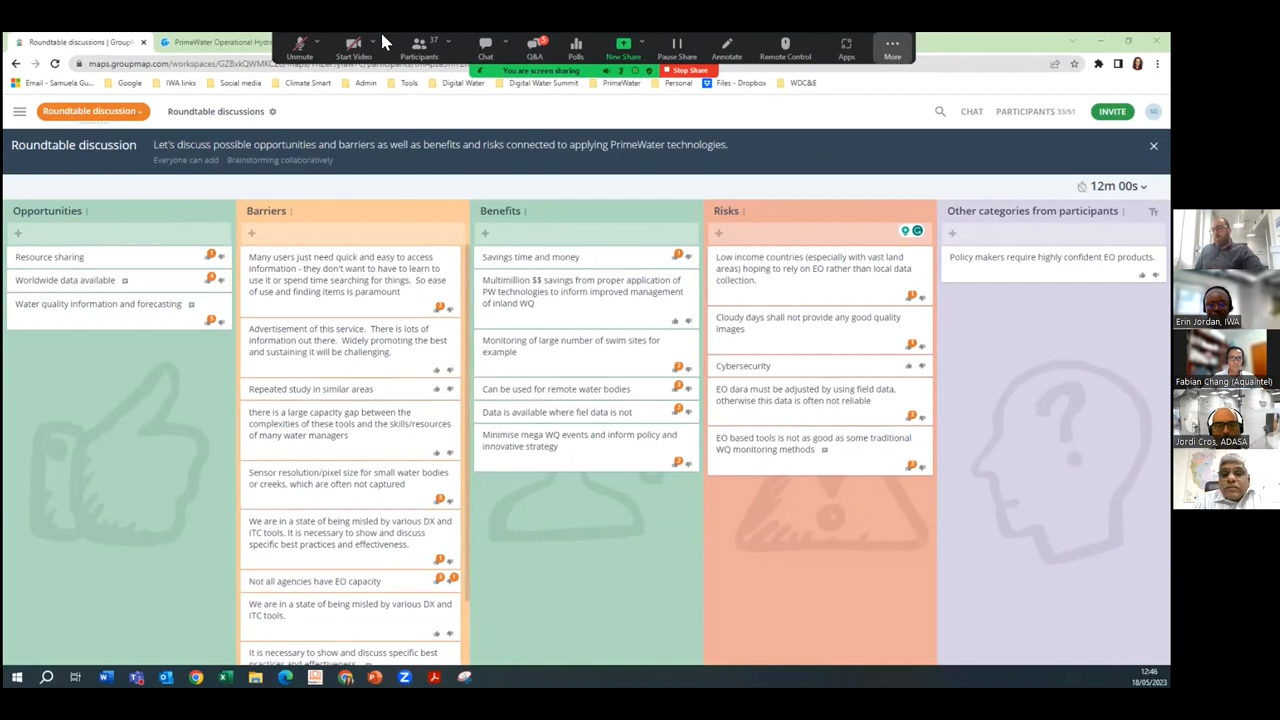 Roundtable discussions | GroupM
PrimeWater Operational Hydro
37
5
Unmute
Start Video
Participants
Chat
Q&A
Polls
New Share
Pause Share
Annotate
Remote Control
Apps
More
You are screen sharing
Stop Share
Email - Samuela Gu...
IWA links
Social media
Climate Smart
Admin
Tools
Digital Water
Digital Water Summit
PrimeWater
Personal
Files - Dropbox
WDC&E
Roundtable discussion
Roundtable discussions
CHAT
PARTICIPANTS 33/51
INVITE
Roundtable discussion
Let's discuss possible opportunities and barriers as well as benefits and risks connected to applying PrimeWater technologies.
Everyone can add
Brainstorming collaboratively
12m 00s
Opportunities
Resource sharing
Worldwide data available
Water quality information and forecasting
Barriers
Many users just need quick and easy to access
information - they don't want to have to learn to
use it or spend time searching for things. So ease
of use and finding items is paramount
Advertisement of this service. There is lots of
information out there. Widely promoting the best
and sustaining it will be challenging.
Repeated study in similar areas
there is a large capacity gap between the
complexities of these tools and the skills/resources
of many water managers
Sensor resolution/pixel size for small water bodies
or creeks, which are often not captured
We are in a state of being misled by various DX and
ITC tools. It is necessary to show and discuss
specific best practices and effectiveness.
Not all agencies have EO capacity
We are in a state of being misled by various DX and
ITC tools.
It is necessary to show and discuss specific best
practices and effectiveness
Benefits
Savings time and money
Multimillion $$ savings from proper application of
PW technologies to inform improved management
of inland WQ
Monitoring of large number of swim sites for
example
Can be used for remote water bodies
Data is available where fiel data is not
Minimise mega WQ events and inform policy and
innovative strategy
Risks
Low income countries (especially with vast land
areas) hoping to rely on EO rather than local data
collection.
Cloudy days shall not provide any good quality
images
Cybersecurity
EO dara must be adjusted by using field data,
otherwise this data is often not reliable
EO based tools is not as good as some traditional
WQ monitoring methods
Other categories from participants
Policy makers require highly confident EO products.
Erin Jordan, IWA
Fabian Chang (Aquaintel)
Jordi Cros, ADASA
12:46
18/05/2023